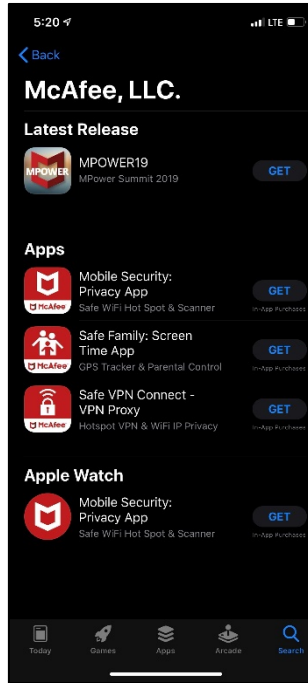 5:20
LTE
Back
McAfee, LLC.
Latest Release
MPOWER
MPOWER19
MPower Summit 2019
GET
Apps
Mobile Security:
Privacy App
Safe WiFi Hot Spot & Scanner
McAfee
GET
In-App Purchases
Safe Family: Screen
Time App
GPS Tracker & Parental Control
McAfee
GET
In-App Purchases
Safe VPN Connect -
VPN Proxy
Hotspot VPN & WiFi IP Privacy
McAfee
GET
In-App Purchases
Apple Watch
Mobile Security:
Privacy App
Safe WiFi Hot Spot & Scanner
GET
In-App Purchases
Today
Games
Apps
Arcade
Search